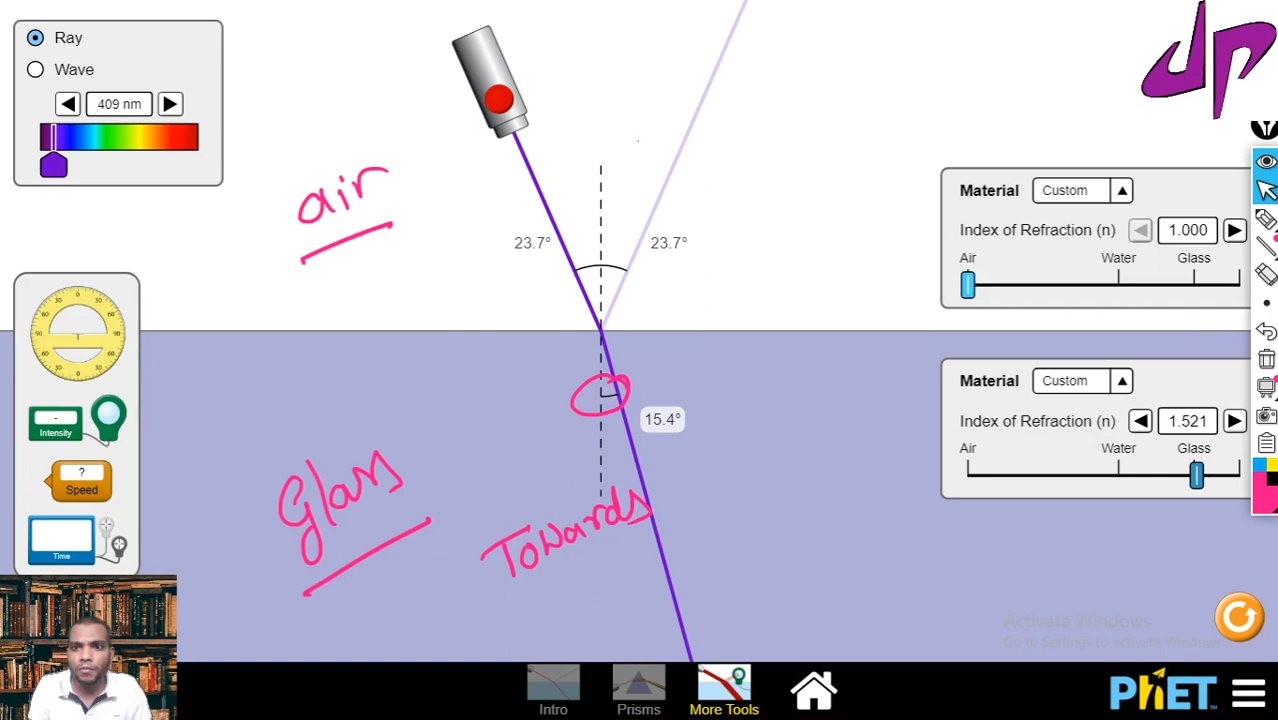 Ray
Wave
409 nm
dp
air
23.7°
23.7°
Material Custom
Index of Refraction (n) 1.000
Air Water Glass
Material Custom
Index of Refraction (n) 1.521
Air Water Glass
15.4°
-
Intensity
?
Speed
Time
Glass
Towards
Activate Windows
Go to Settings to activate Windows.
Intro
Prisms
More Tools
PhET